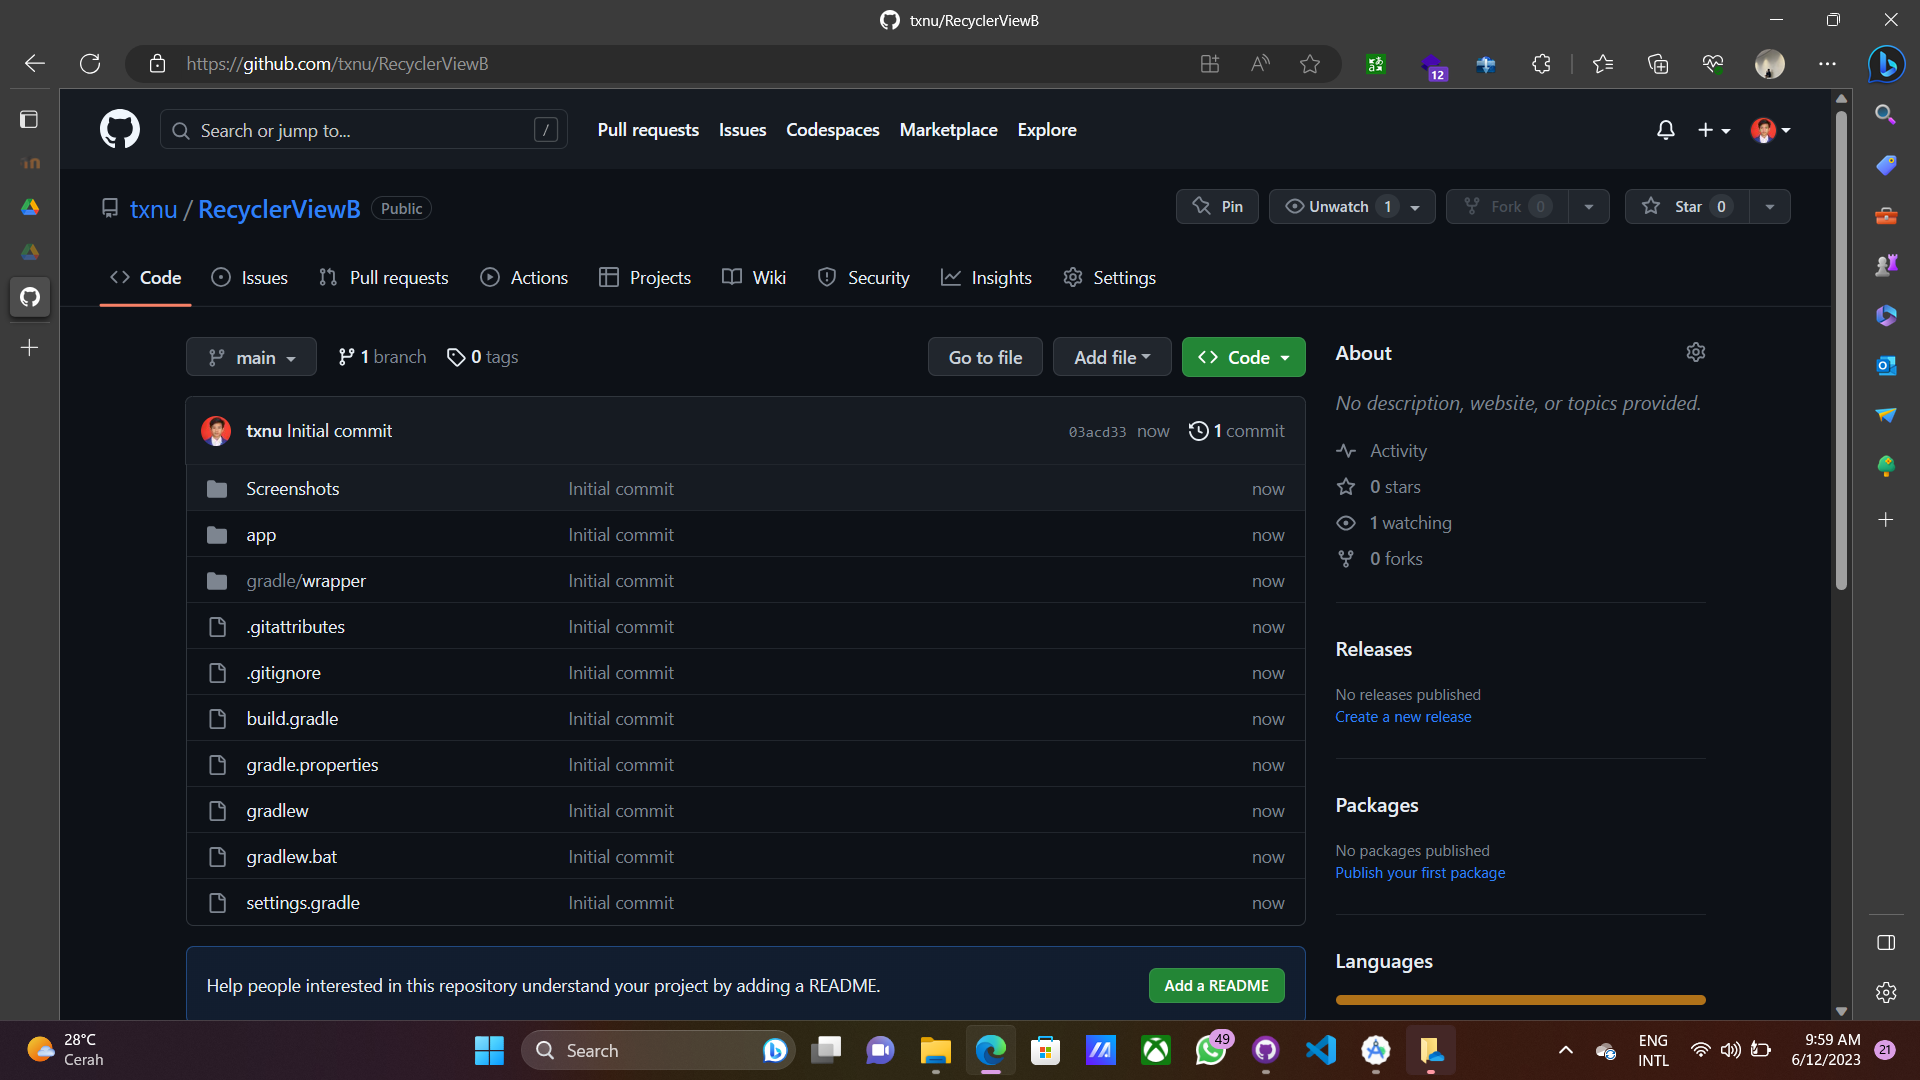 txnu/RecyclerViewB
https://github.com/txnu/RecyclerViewB
12
Search or jump to...
/
Pull requests
Issues
Codespaces
Marketplace
Explore
txnu / RecyclerViewB
Public
Pin
Unwatch 1
Fork 0
Star 0
Code
Issues
Pull requests
Actions
Projects
Wiki
Security
Insights
Settings
main
1 branch
0 tags
Go to file
Add file
Code
txnu Initial commit
03acd33 now
1 commit
Screenshots Initial commit now
app Initial commit now
gradle/wrapper Initial commit now
.gitattributes Initial commit now
.gitignore Initial commit now
build.gradle Initial commit now
gradle.properties Initial commit now
gradlew Initial commit now
gradlew.bat Initial commit now
settings.gradle Initial commit now
Help people interested in this repository understand your project by adding a README.
Add a README
About
No description, website, or topics provided.
Activity
0 stars
1 watching
0 forks
Releases
No releases published
Create a new release
Packages
No packages published
Publish your first package
Languages
28°C
Cerah
Search
49
ENG
INTL
9:59 AM
6/12/2023
21